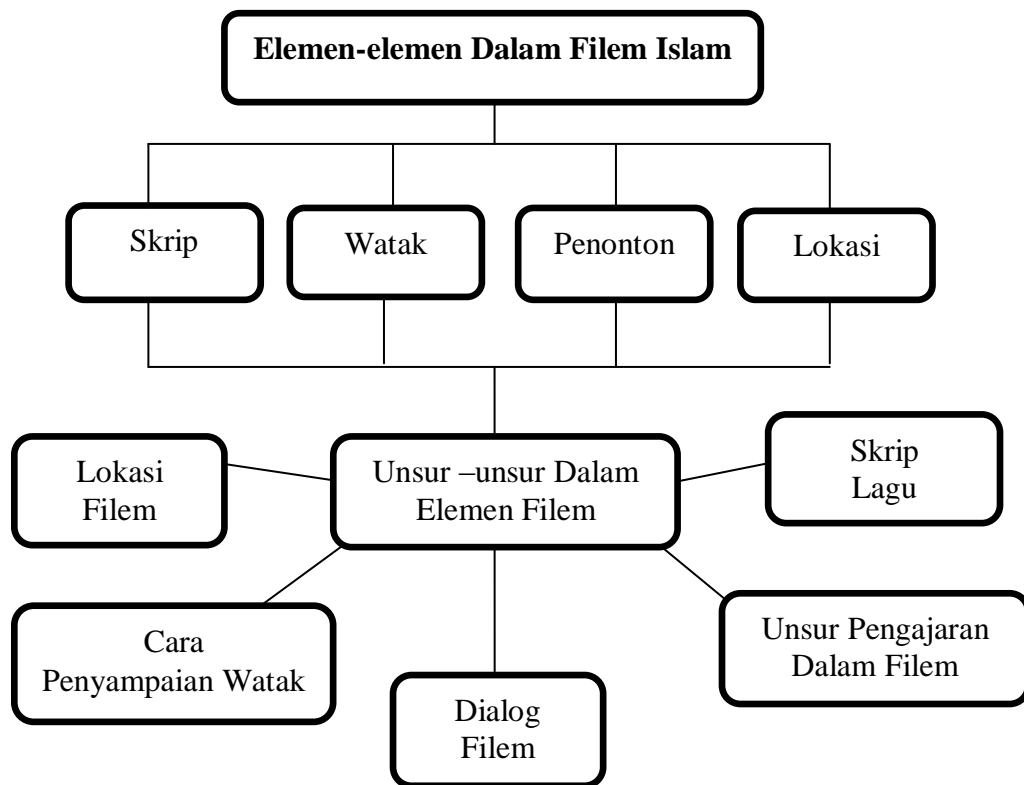 Elemen-elemen Dalam Filem Islam
Skrip
Watak
Penonton
Lokasi
Lokasi
Filem
Unsur –unsur Dalam
Elemen Filem
Skrip
Lagu
Cara
Penyampaian Watak
Dialog
Filem
Unsur Pengajaran
Dalam Filem